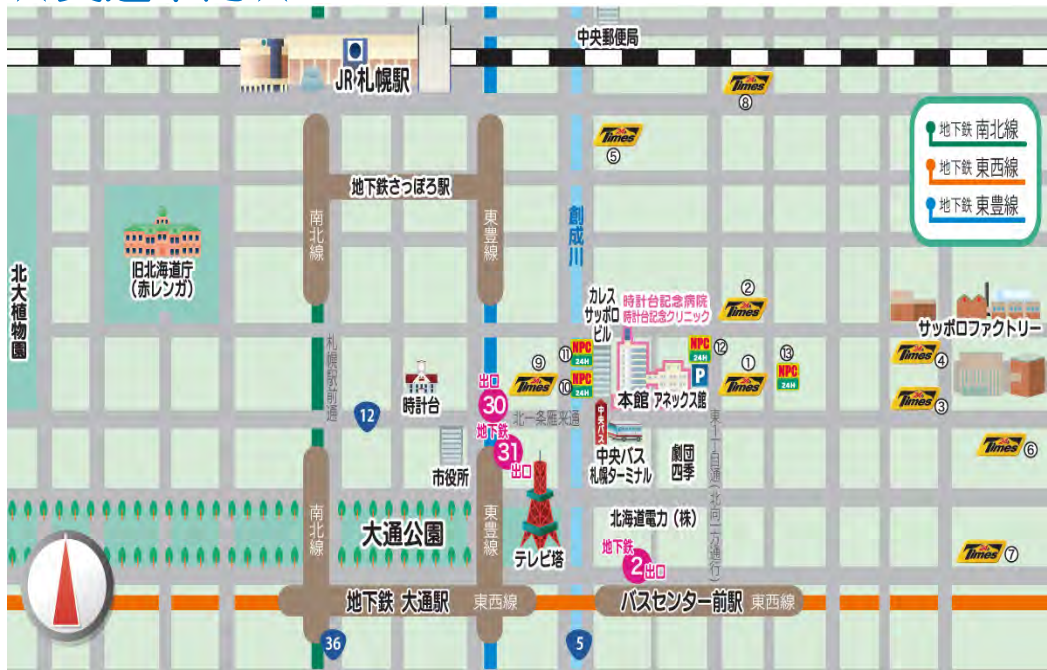 中央郵便局
JR 札幌駅
Times
⑧
Times
⑤
地下鉄 南北線
地下鉄 東西線
地下鉄 東豊線
地下鉄さっぽろ駅
南北線
東豊線
創成川
旧北海道庁
(赤レンガ)
北大植物園
カレス
サッポロ
ビル
時計台記念病院
時計台記念クリニック
②
Times
サッポロファクトリー
札幌駅前通
時計台
出口
30
⑨
Times
⑪
NPC
24H
⑩
NPC
24H
本館
アネックス館
NPC
24H
⑫
P
①
Times
⑬
NPC
24H
Times
④
Times
③
12
北一条雁来通
地下鉄
31
出口
市役所
中央バス
中央バス
札幌ターミナル
劇団
四季
東一丁目通(北向一方通行)
Times
⑥
南北線
大通公園
東豊線
テレビ塔
北海道電力(株)
地下鉄
2
出口
Times
⑦
地下鉄 大通駅
東西線
バスセンター前駅
東西線
36
5